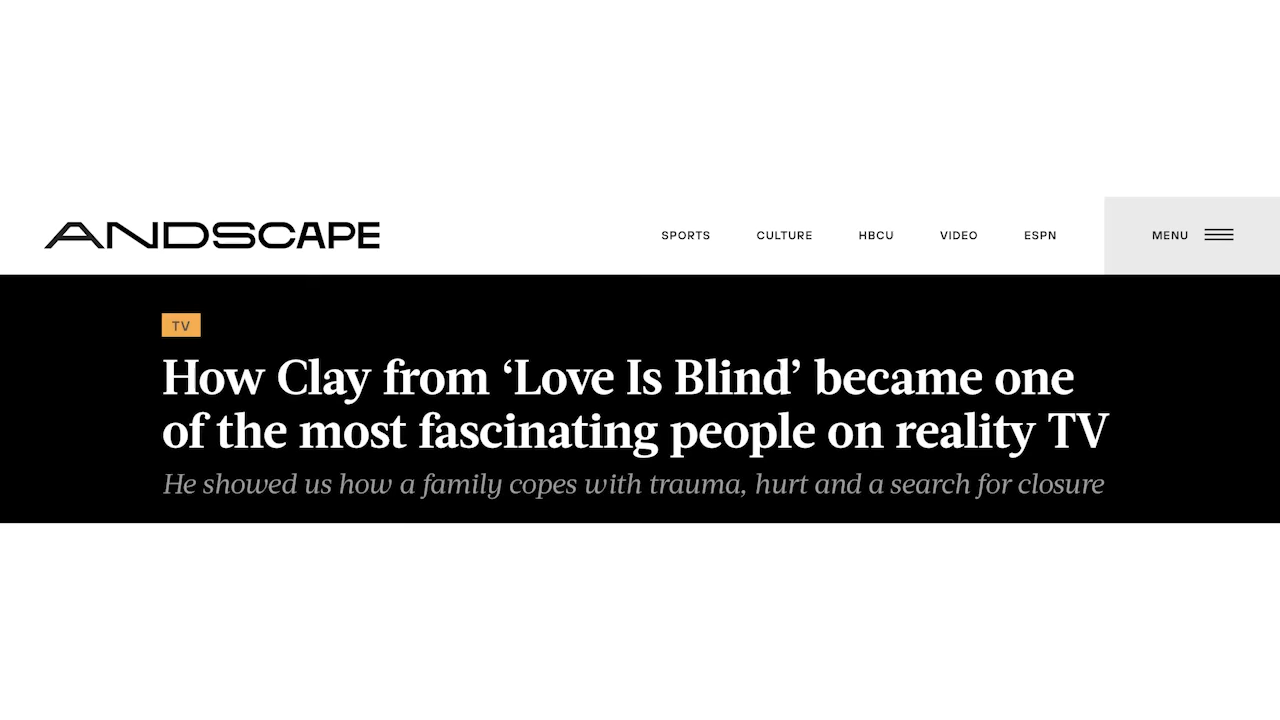 ANDSCAPE
SPORTS CULTURE HBCU VIDEO ESPN MENU
TV
How Clay from ‘Love Is Blind’ became one
of the most fascinating people on reality TV
He showed us how a family copes with trauma, hurt and a search for closure